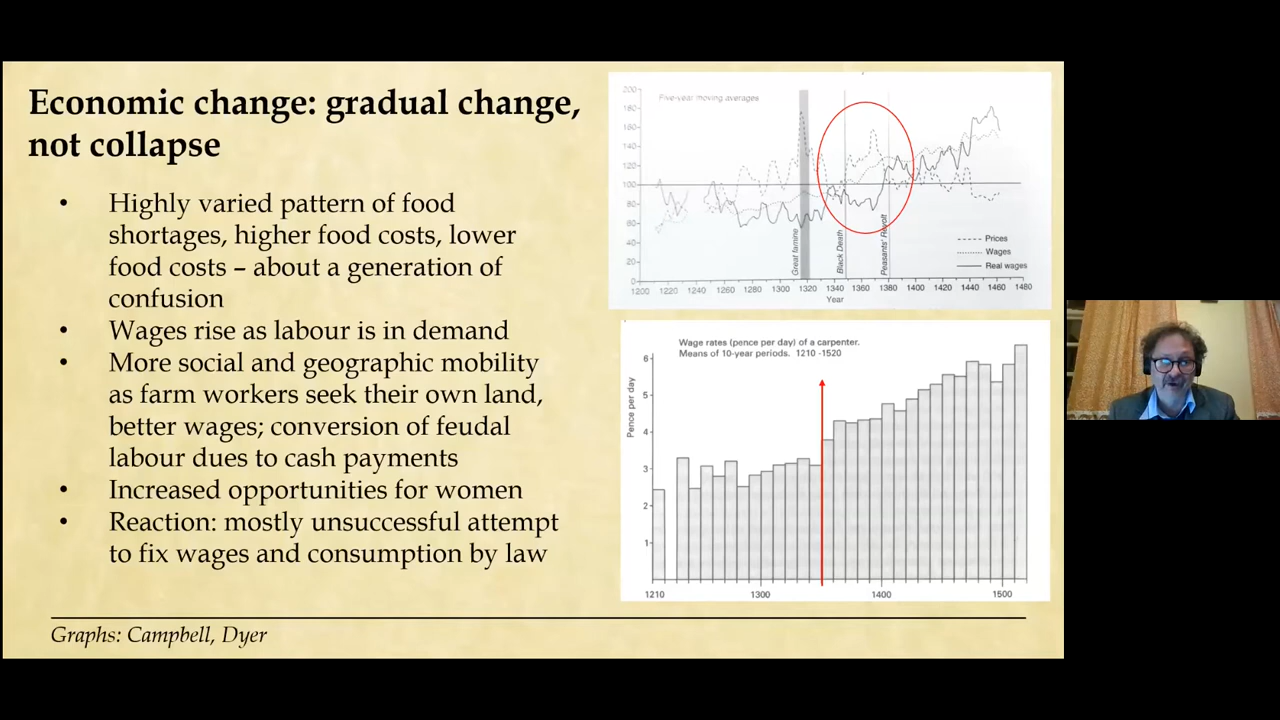 Economic change: gradual change,
not collapse
• Highly varied pattern of food
shortages, higher food costs, lower
food costs – about a generation of
confusion
• Wages rise as labour is in demand
• More social and geographic mobility
as farm workers seek their own land,
better wages; conversion of feudal
labour dues to cash payments
• Increased opportunities for women
• Reaction: mostly unsuccessful attempt
to fix wages and consumption by law
Graphs: Campbell, Dyer
Five-year moving averages
200
180
160
140
120
100
80
60
40
20
0
Great famine
Black Death
Peasants' Revolt
Prices
Wages
Real wages
1200 1220 1240 1260 1280 1300 1320 1340 1360 1380 1400 1420 1440 1460 1480
Year
Wage rates (pence per day) of a carpenter.
Means of 10-year periods. 1210 -1520
Pence per day
6
5
4
3
2
1
1210 1300 1400 1500